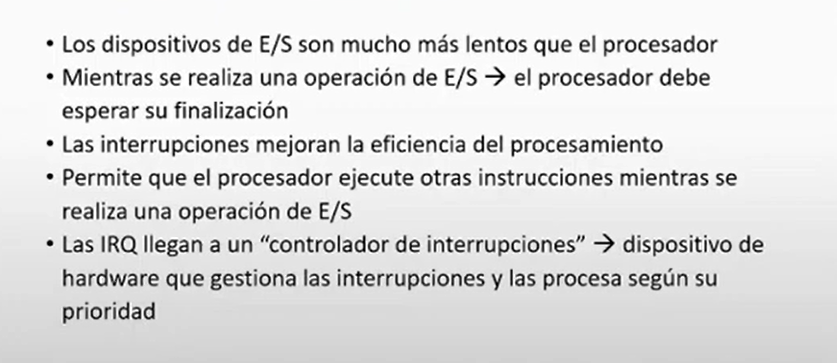 • Los dispositivos de E/S son mucho más lentos que el procesador
• Mientras se realiza una operación de E/S → el procesador debe
esperar su finalización
• Las interrupciones mejoran la eficiencia del procesamiento
• Permite que el procesador ejecute otras instrucciones mientras se
realiza una operación de E/S
• Las IRQ llegan a un “controlador de interrupciones” → dispositivo de
hardware que gestiona las interrupciones y las procesa según su
prioridad